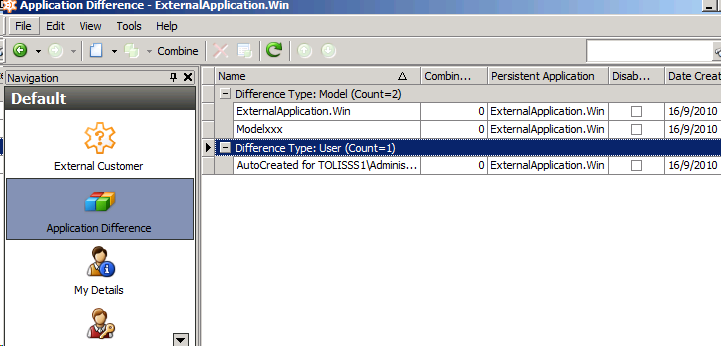 Application Difference - ExternalApplication.Win
File Edit View Tools
Combine
Navigation
Default
External Customer
Application Difference
My Details
Name Combin... Persistent Application Disab... Date Creat
Difference Type: Model (Count=2)
ExternalApplication.Win 0 ExternalApplication.Win 16/9/2010
Modelxxx 0 ExternalApplication.Win 16/9/2010
Difference Type: User (Count=1)
AutoCreated for TOLISSS1\Adminis... 0 ExternalApplication.Win 16/9/2010